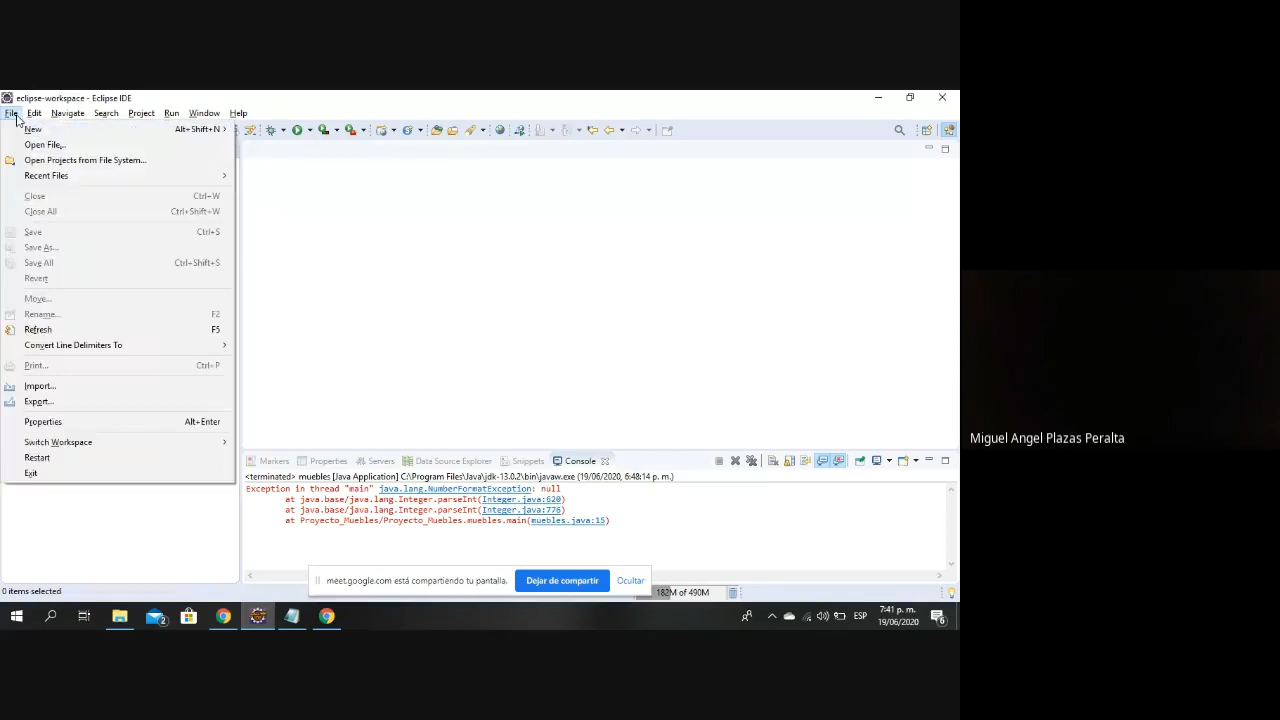 eclipse-workspace - Eclipse IDE
File Edit Navigate Search Project Run Window Help
New Alt+Shift+N
Open File...
Open Projects from File System...
Recent Files
Close Ctrl+W
Close All Ctrl+Shift+W
Save Ctrl+S
Save As...
Save All Ctrl+Shift+S
Revert
Move...
Rename... F2
Refresh F5
Convert Line Delimiters To
Print... Ctrl+P
Import...
Export...
Properties Alt+Enter
Switch Workspace
Restart
Exit
Miguel Angel Plazas Peralta
Markers Properties Servers Data Source Explorer Snippets Console
<terminated> muebles [Java Application] C:\Program Files\Java\jdk-13.0.2\bin\javaw.exe (19/06/2020, 6:48:14 p. m.)
Exception in thread "main" java.lang.NumberFormatException: null
at java.base/java.lang.Integer.parseInt(Integer.java:620)
at java.base/java.lang.Integer.parseInt(Integer.java:776)
at Proyecto_Muebles/Proyecto_Muebles.muebles.main(muebles.java:15)
meet.google.com está compartiendo tu pantalla. Dejar de compartir Ocultar
0 items selected 182M of 490M
2 ESP 7:41 p. m.
19/06/2020 6